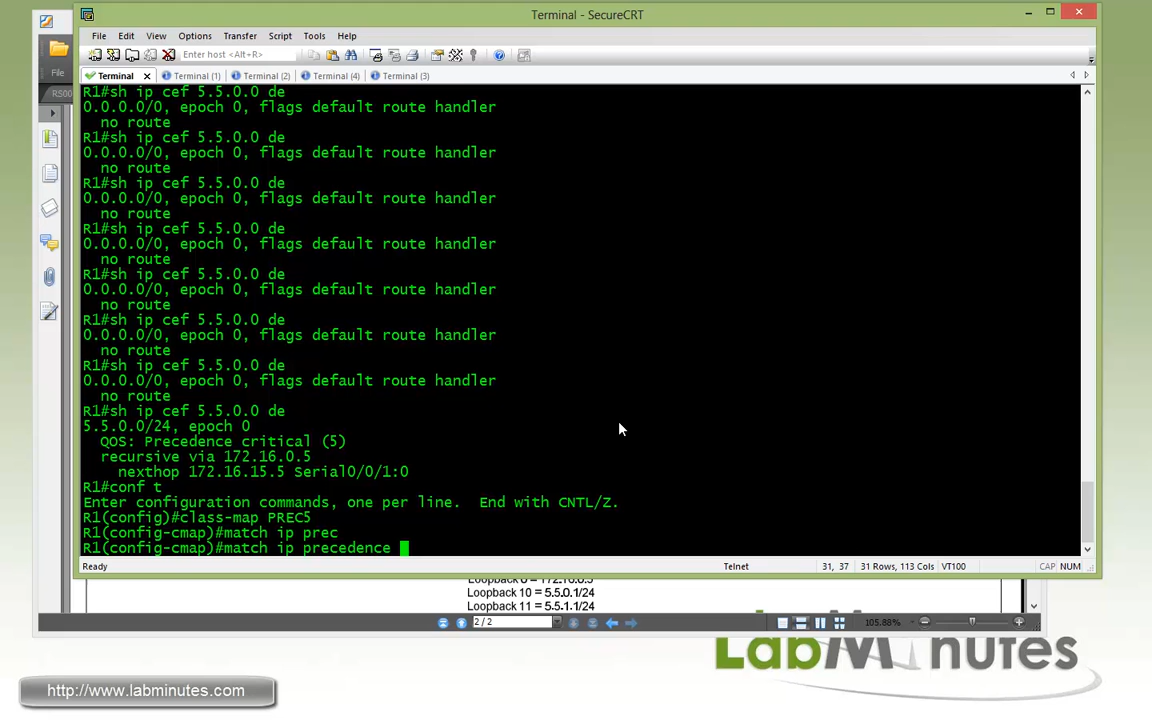 Terminal - SecureCRT
File Edit View Options Transfer Script Tools Help
Enter host <Alt+R>
File
Terminal Terminal (1) Terminal (2) Terminal (4) Terminal (3)
R1#sh ip cef 5.5.0.0 de
0.0.0.0/0, epoch 0, flags default route handler
no route
R1#sh ip cef 5.5.0.0 de
0.0.0.0/0, epoch 0, flags default route handler
no route
R1#sh ip cef 5.5.0.0 de
0.0.0.0/0, epoch 0, flags default route handler
no route
R1#sh ip cef 5.5.0.0 de
0.0.0.0/0, epoch 0, flags default route handler
no route
R1#sh ip cef 5.5.0.0 de
0.0.0.0/0, epoch 0, flags default route handler
no route
R1#sh ip cef 5.5.0.0 de
0.0.0.0/0, epoch 0, flags default route handler
no route
R1#sh ip cef 5.5.0.0 de
0.0.0.0/0, epoch 0, flags default route handler
no route
R1#sh ip cef 5.5.0.0 de
5.5.0.0/24, epoch 0
QOS: Precedence critical (5)
recursive via 172.16.0.5
nexthop 172.16.15.5 Serial0/0/1:0
R1#conf t
Enter configuration commands, one per line. End with CNTL/Z.
R1(config)#class-map PREC5
R1(config-cmap)#match ip prec
R1(config-cmap)#match ip precedence
Ready Telnet 31, 37 31 Rows, 113 Cols VT100 CAP NUM
Loopback 10 = 5.5.0.1/24
Loopback 11 = 5.5.1.1/24
2 / 2 105.88%
LabMinutes
http://www.labminutes.com